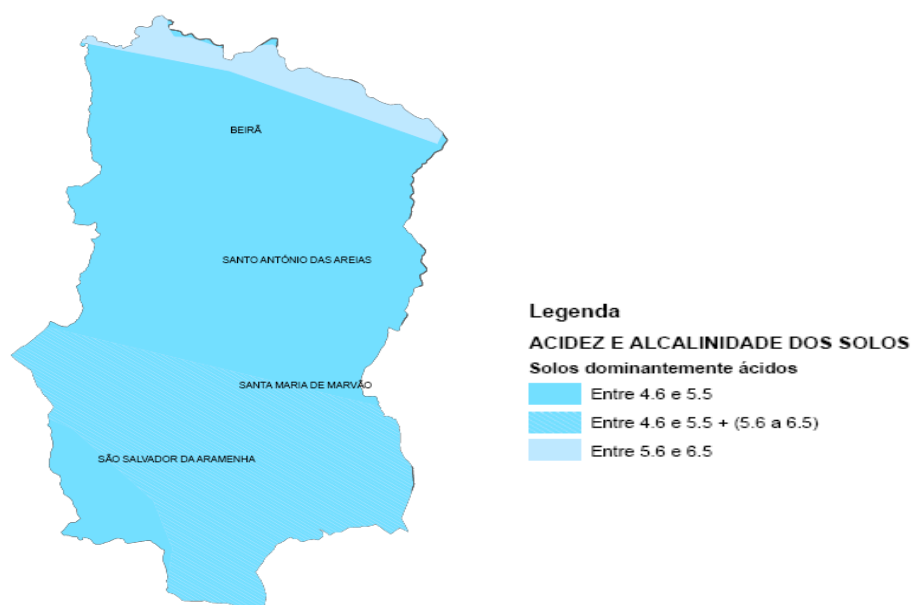 BEIRÃ
SANTO ANTÓNIO DAS AREIAS
SANTA MARIA DE MARVÃO
SÃO SALVADOR DA ARAMENHA
Legenda
ACIDEZ E ALCALINIDADE DOS SOLOS
Solos dominantemente ácidos
Entre 4.6 e 5.5
Entre 4.6 e 5.5 + (5.6 a 6.5)
Entre 5.6 e 6.5